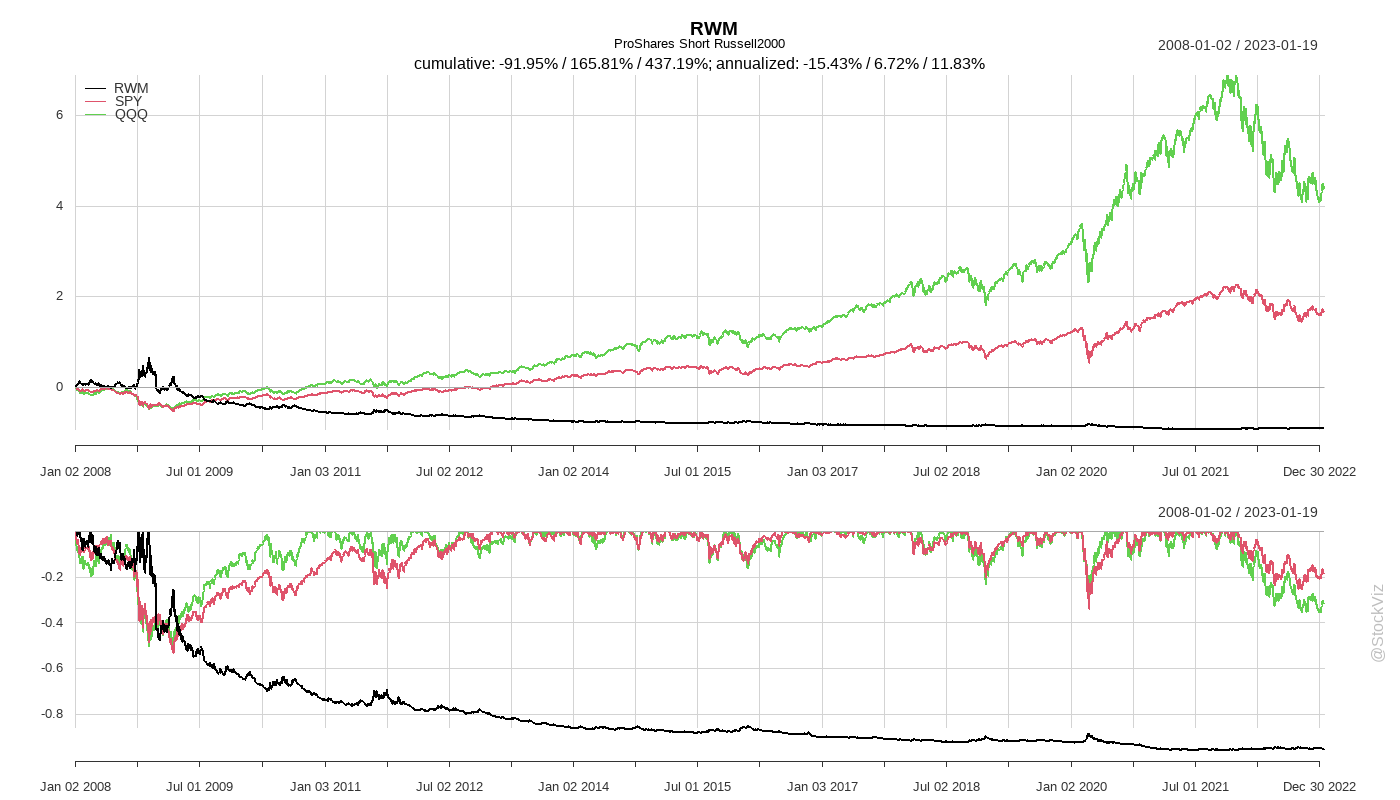 RWM
ProShares Short Russell2000
2008-01-02 / 2023-01-19
cumulative: -91.95% / 165.81% / 437.19%; annualized: -15.43% / 6.72% / 11.83%
RWM
SPY
QQQ
6
4
2
0
Jan 02 2008 Jul 01 2009 Jan 03 2011 Jul 02 2012 Jan 02 2014 Jul 01 2015 Jan 03 2017 Jul 02 2018 Jan 02 2020 Jul 01 2021 Dec 30 2022
2008-01-02 / 2023-01-19
-0.2
-0.4
-0.6
-0.8
Jan 02 2008 Jul 01 2009 Jan 03 2011 Jul 02 2012 Jan 02 2014 Jul 01 2015 Jan 03 2017 Jul 02 2018 Jan 02 2020 Jul 01 2021 Dec 30 2022
@StockViz